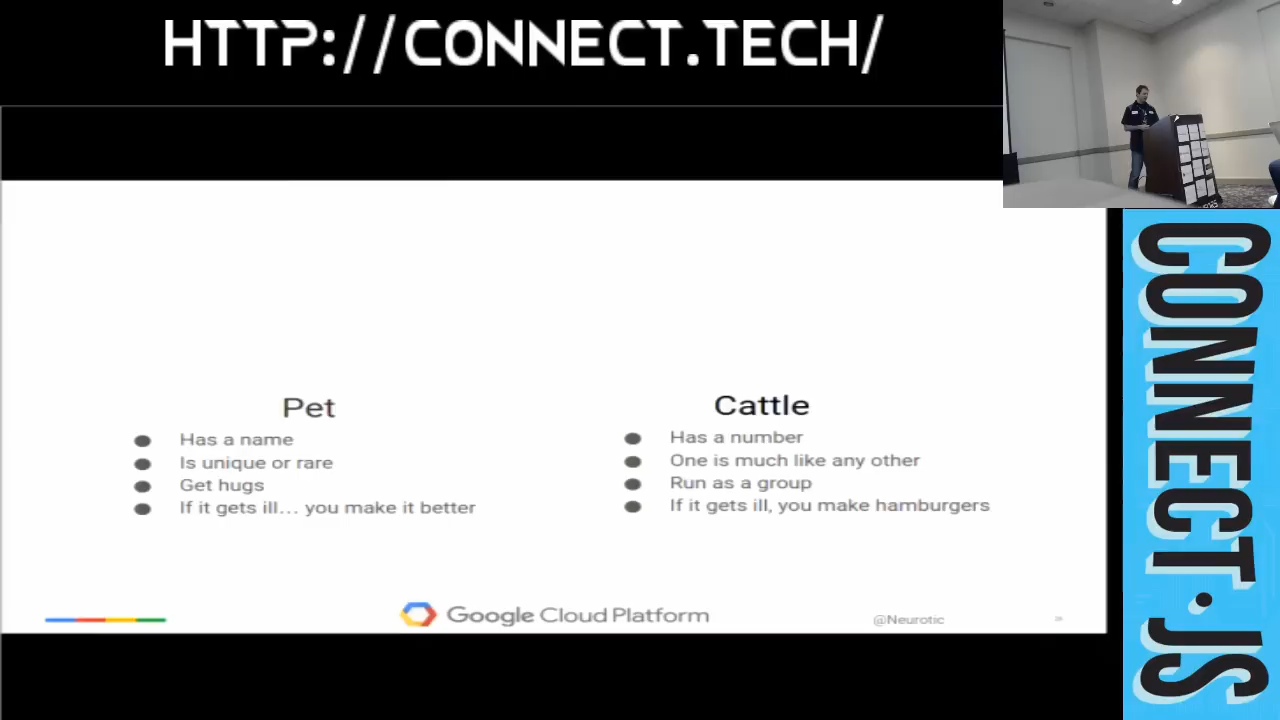 HTTP://CONNECT.TECH/
Pet
Has a name
Is unique or rare
Get hugs
If it gets ill... you make it better
Cattle
Has a number
One is much like any other
Run as a group
If it gets ill, you make hamburgers
Google Cloud Platform
@Neurotic
CONNECT.JS